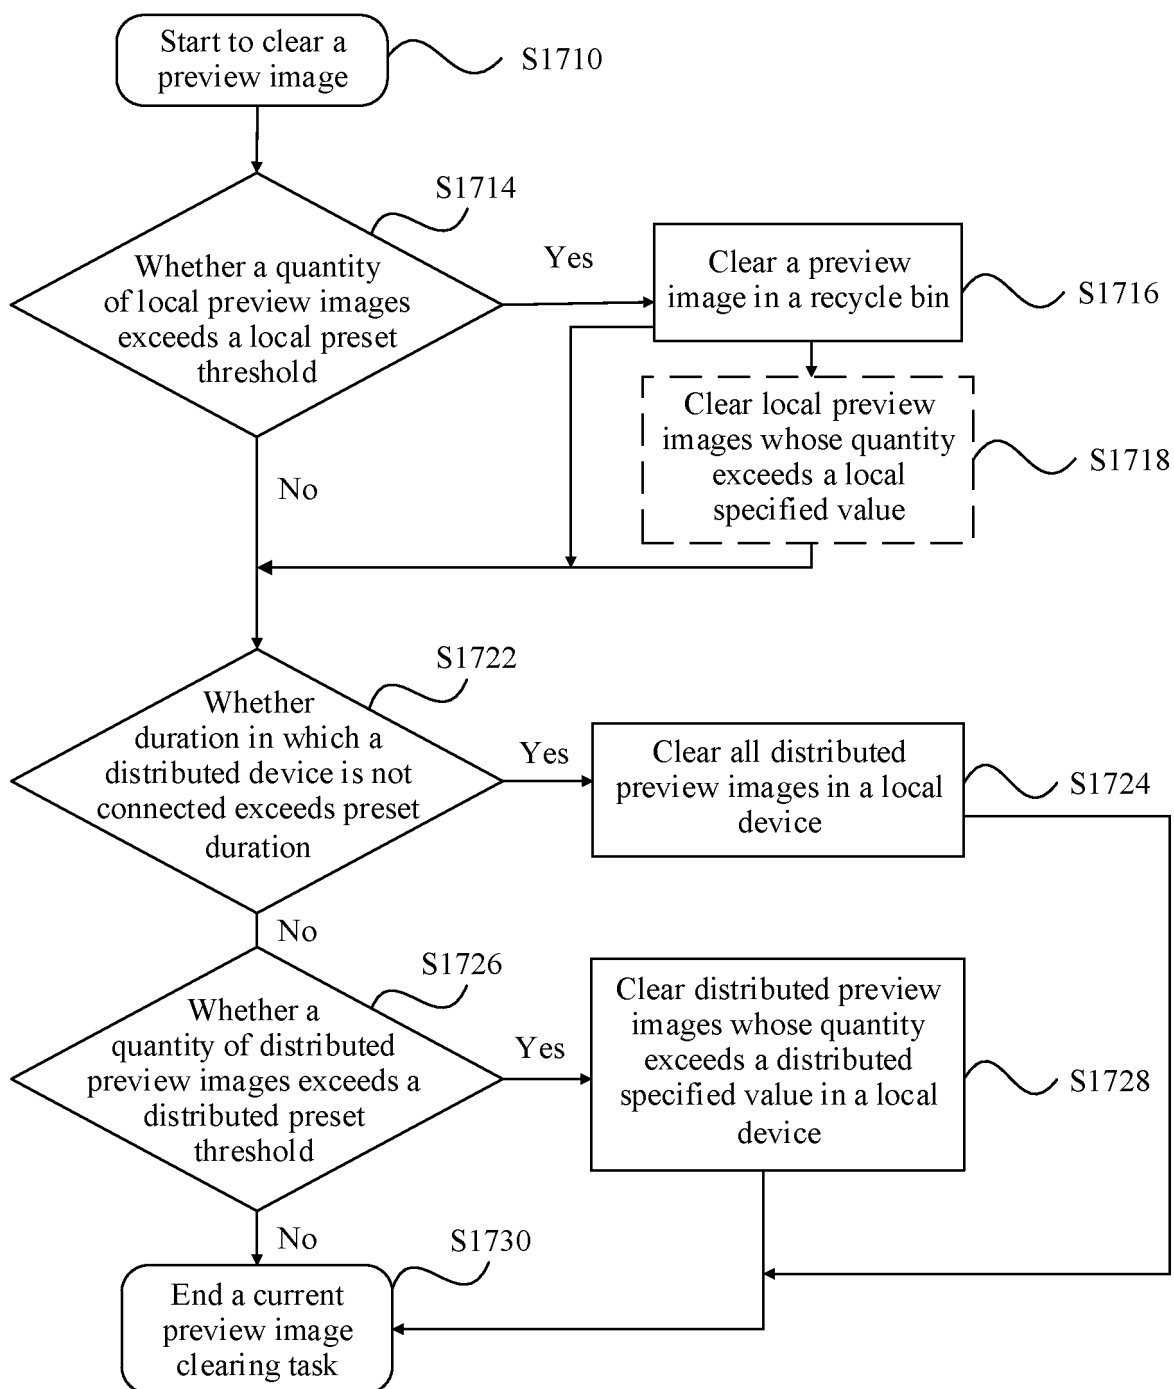 Start to clear a
preview image
S1710
S1714
Whether a quantity
of local preview images
exceeds a local preset
threshold
Yes
Clear a preview
image in a recycle bin
S1716
Clear local preview
images whose quantity
exceeds a local
specified value
S1718
No
S1722
Whether
duration in which a
distributed device is not
connected exceeds preset
duration
Yes
Clear all distributed
preview images in a local
device
S1724
No
S1726
Whether a
quantity of distributed
preview images exceeds a
distributed preset
threshold
Yes
Clear distributed preview
images whose quantity
exceeds a distributed
specified value in a local
device
S1728
No
S1730
End a current
preview image
clearing task